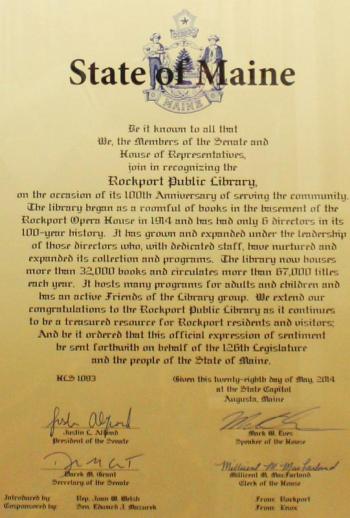 State of Maine
DIRIGO
MAINE
Be it known to all that
We, the Members of the Senate and
House of Representatives,
join in recognizing the
Rockport Public Library,
on the occasion of its 100th Anniversary of serving the community.
The library began as a roomful of books in the basement of the
Rockport Opera House in 1914 and has had only 6 directors in its
100-year history. It has grown and expanded under the leadership
of those directors who, with dedicated staff, have nurtured and
expanded its collection and programs. The library now houses
more than 32,000 books and circulates more than 67,000 titles
each year. It hosts many programs for adults and children and
has an active Friends of the Library group. We extend our
congratulations to the Rockport Public Library as it continues
to be a treasured resource for Rockport residents and visitors;
And be it ordered that this official expression of sentiment
be sent forthwith on behalf of the 126th Legislature
and the people of the State of Maine.
HLS 1093
Given this twenty-eighth day of May, 2014
at the State Capitol
Augusta, Maine
Justin L. Alfond
President of the Senate
Mark W. Eves
Speaker of the House
Darek M. Grant
Secretary of the Senate
Millicent M. MacFarland
Millicent M. MacFarland
Clerk of the House
Introduced by Rep. Joan W. Welsh From: Rockport
Cosponsored by: Sen. Edward J. Mazurek From: Knox